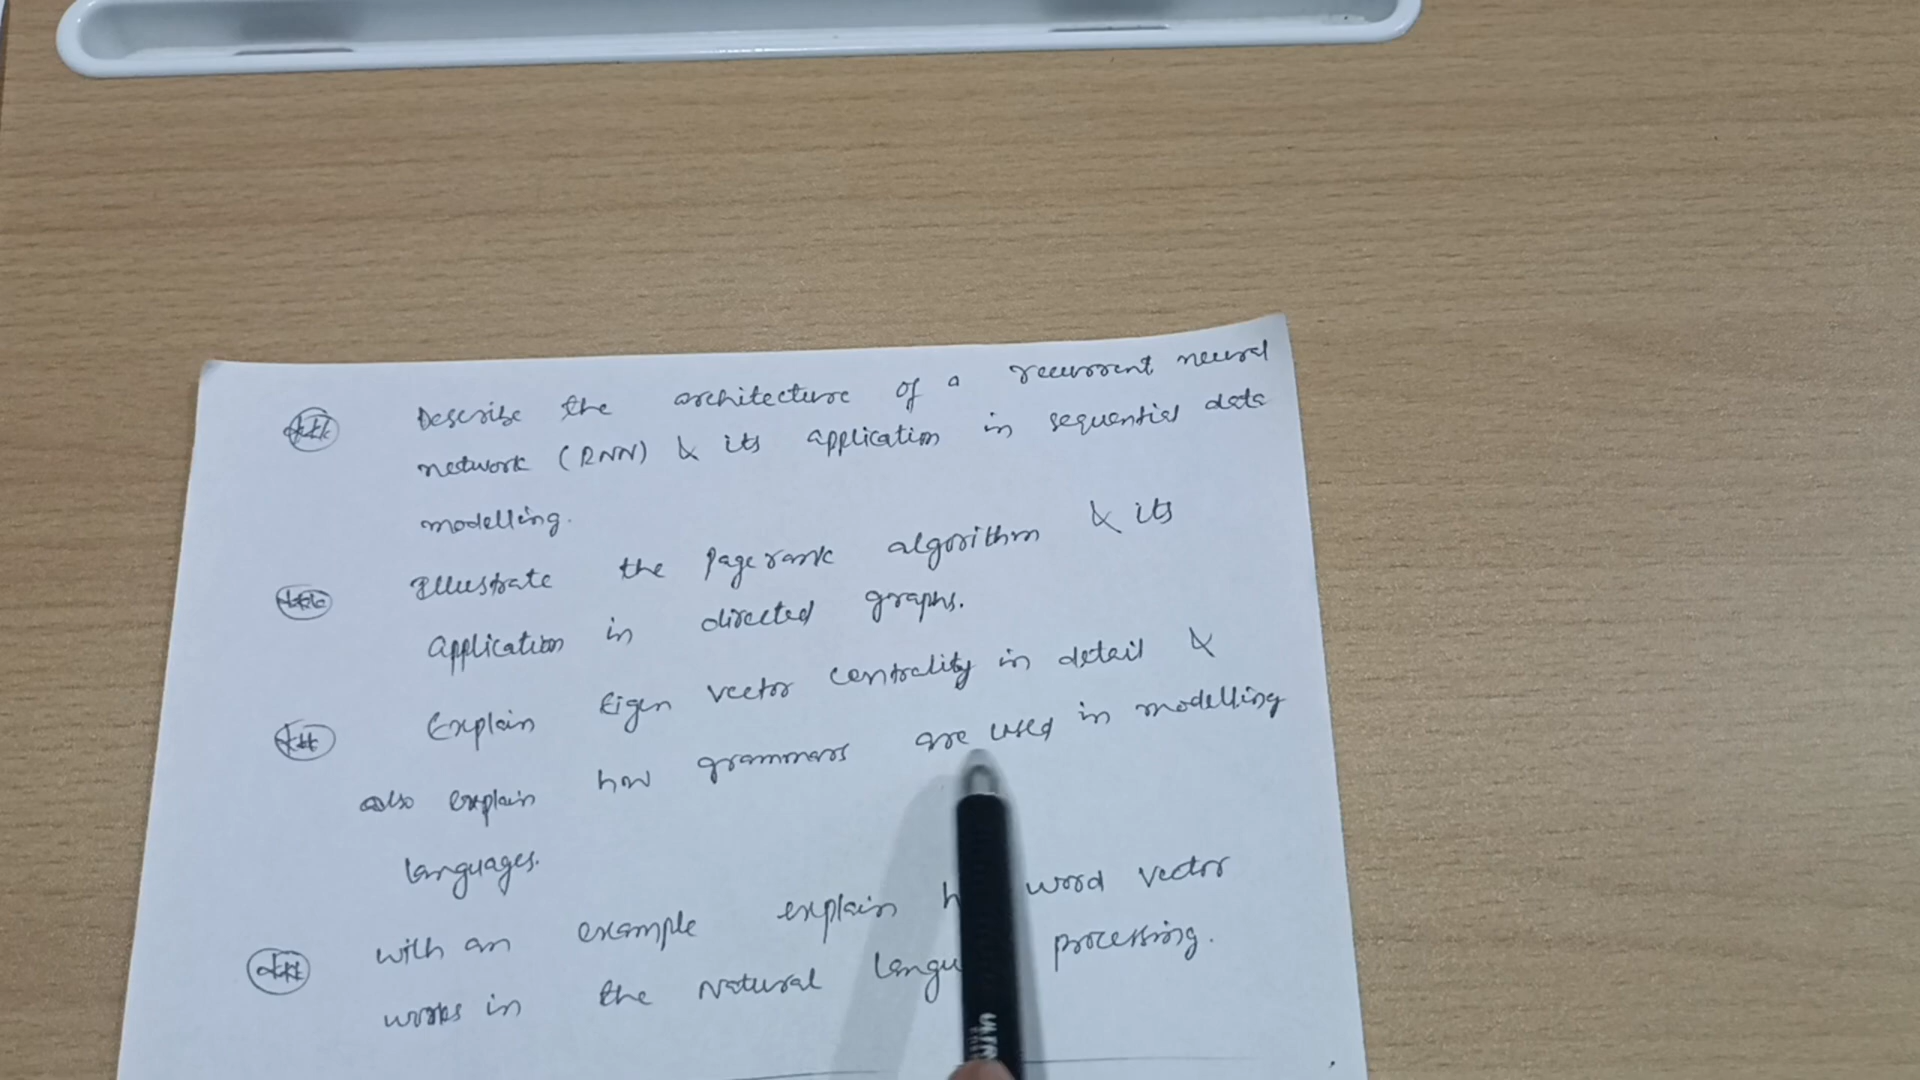 Describe the architecture of a recurrent neural
network (RNN) & its application in sequential data
modelling.
Illustrate the Page rank algorithm & its
application in directed graphs.
Explain Eigen vector centrality in detail &
also explain how grammars are used in modelling
languages.
with an example explain h word vector
works in the Natural Langu processing.